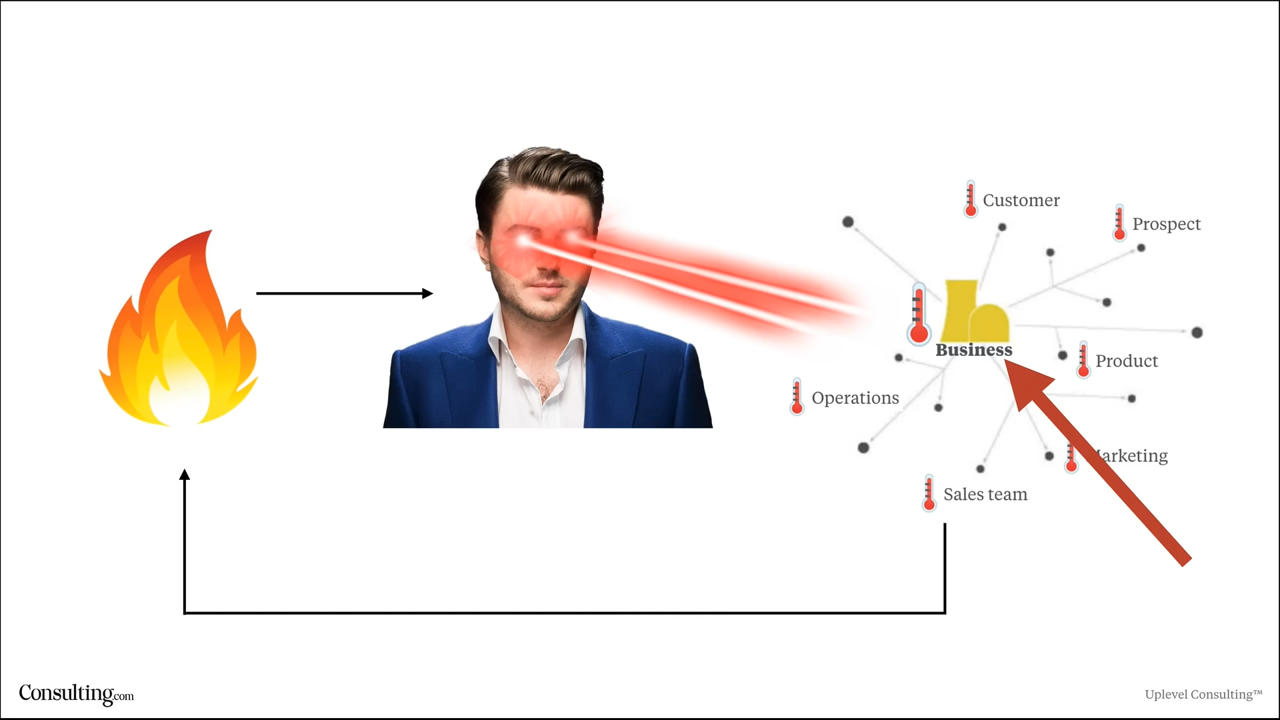 Customer
Prospect
Business
Product
Operations
arketing
Sales team
Consulting.com
Uplevel Consulting™